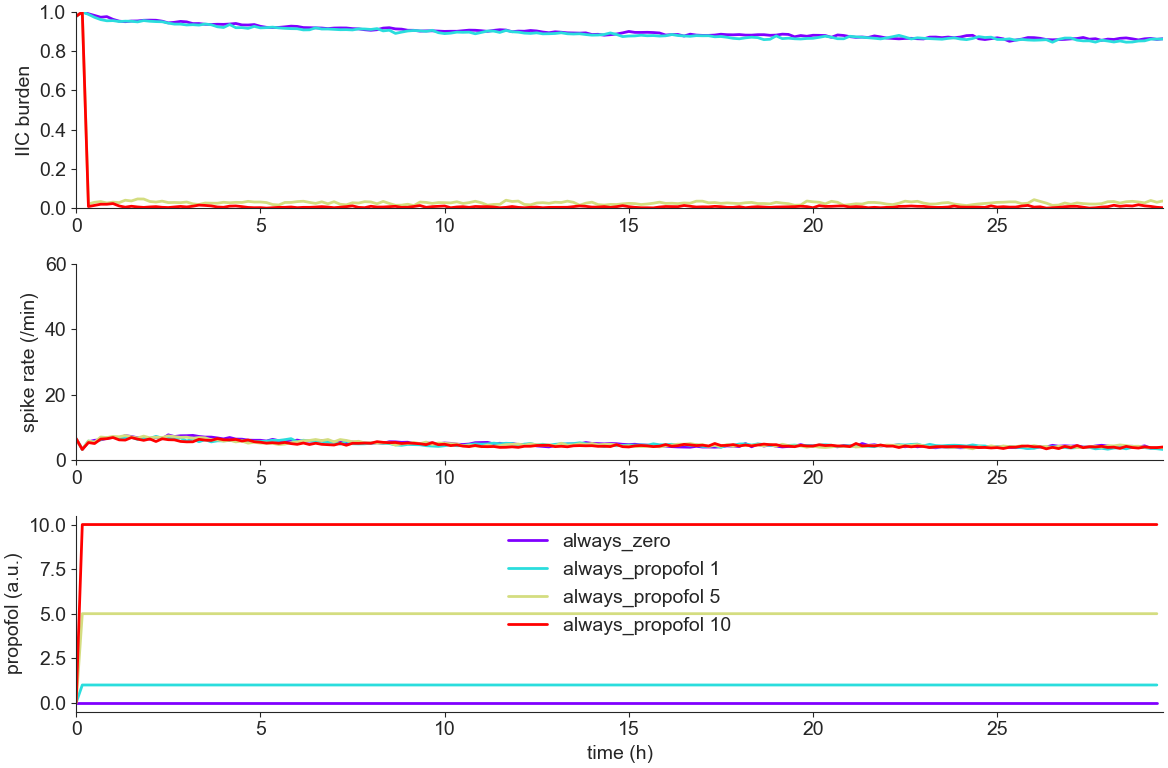 1.0
0.8
0.6
0.4
0.2
0.0
IIC burden
0 5 10 15 20 25
60
40
20
0
spike rate (/min)
0 5 10 15 20 25
10.0
7.5
5.0
2.5
0.0
propofol (a.u.)
always_zero
always_propofol 1
always_propofol 5
always_propofol 10
0 5 10 15 20 25
time (h)